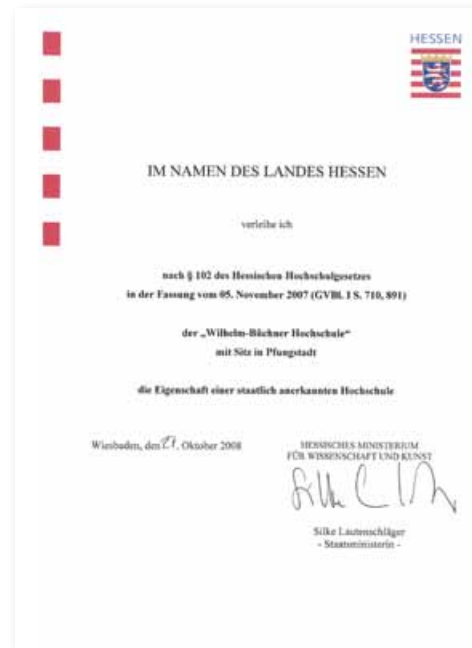 HESSEN
IM NAMEN DES LANDES HESSEN
verleihe ich
nach § 102 des Hessischen Hochschulgesetzes
in der Fassung vom 05. November 2007 (GVBl. I S. 710, 891)
der „Wilhelm-Büchner Hochschule“
mit Sitz in Pfungstadt
die Eigenschaft einer staatlich anerkannten Hochschule
Wiesbaden, den . Oktober 2008
HESSISCHES MINISTERIUM
FÜR WISSENSCHAFT UND KUNST
Silke Lautenschläger
- Staatsministerin -